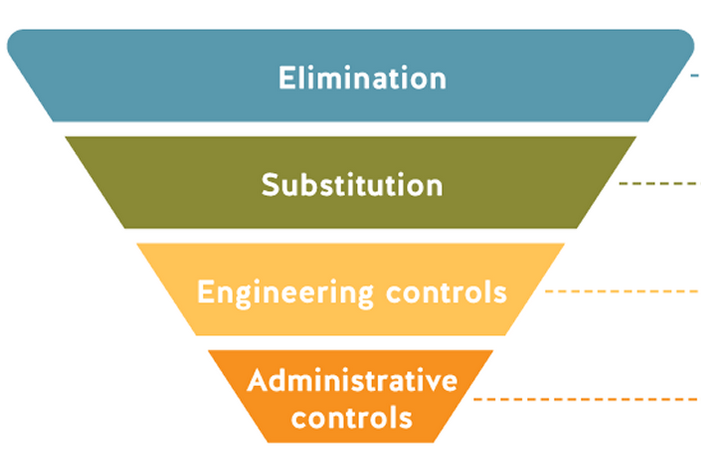 Elimination
Substitution
Engineering controls
Administrative
controls